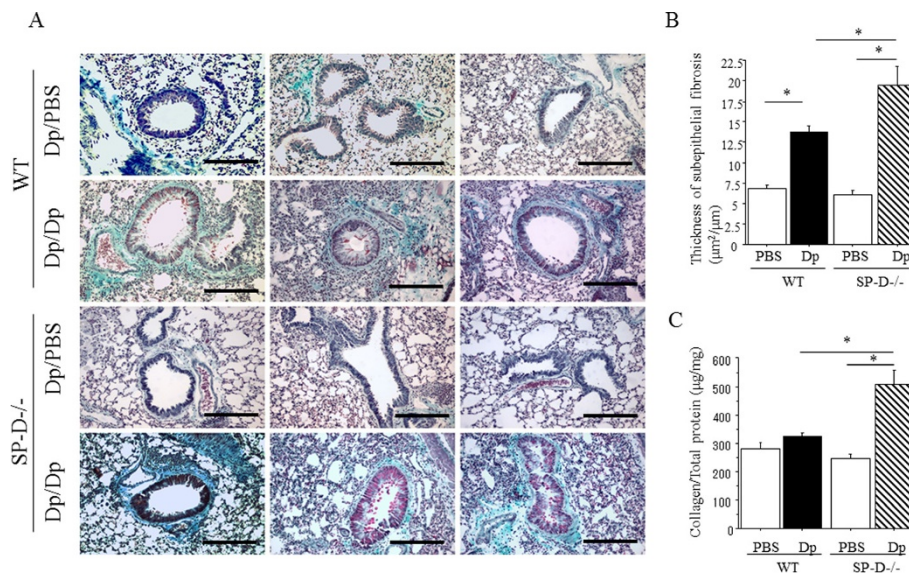 A
WT
Dp/PBS
Dp/Dp
SP-D-/-
Dp/PBS
Dp/Dp
B
*
*
*
Thickness of subepithelial fibrosis
(μm²/μm)
22.5
20
17.5
15
12.5
10
7.5
5
2.5
0
PBS Dp PBS Dp
WT SP-D-/-
C
*
*
Collagen/Total protein (μg/mg)
600
500
400
300
200
100
0
PBS Dp PBS Dp
WT SP-D-/-